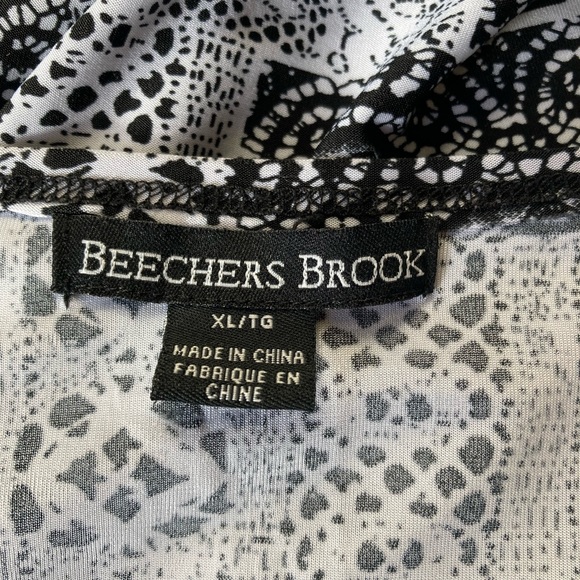 BEECHERS BROOK
XL/TG
MADE IN CHINA
FABRIQUE EN
CHINE